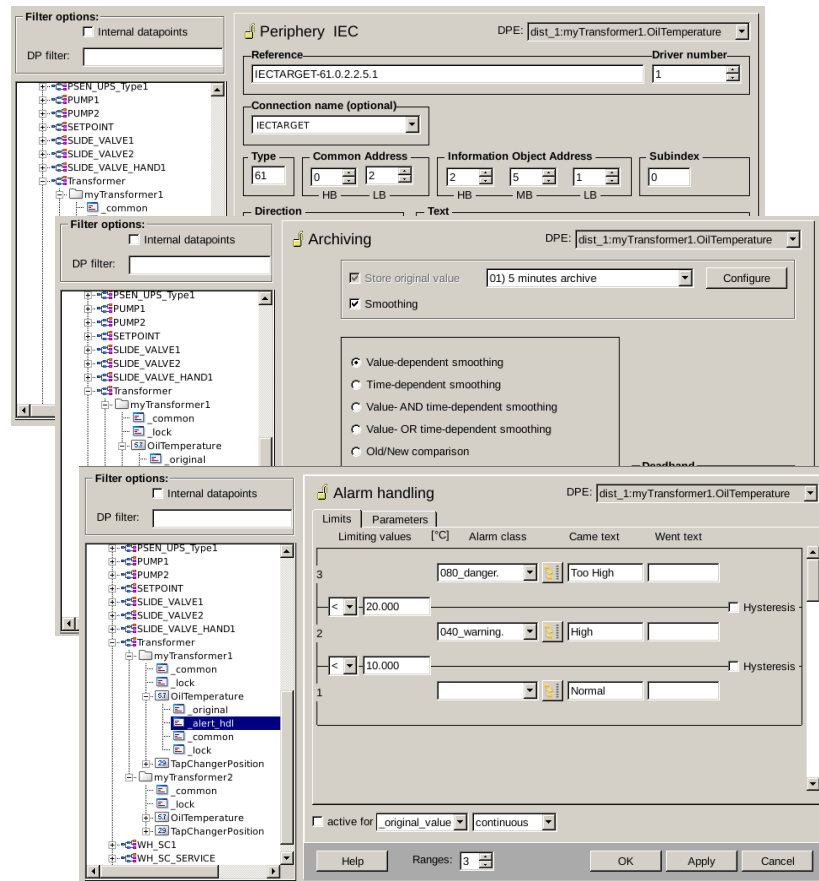 Filter options:
Internal datapoints
DP filter:
PSEN_UPS_Type1
PUMP1
PUMP2
SETPOINT
SLIDE_VALVE1
SLIDE_VALVE2
SLIDE_VALVE_HAND1
Transformer
myTransformer1
_common
Periphery IEC
DPE: dist_1:myTransformer1.OilTemperature
Reference
Driver number
IECTARGET-61.0.2.2.5.1
1
Connection name (optional)
IECTARGET
Type
Common Address
Information Object Address
Subindex
61 0 2 2 5 1 0
HB LB HB MB LB
Direction
Text
Filter options:
Internal datapoints
DP filter:
PSEN_UPS_Type1
PUMP1
PUMP2
SETPOINT
SLIDE_VALVE1
SLIDE_VALVE2
SLIDE_VALVE_HAND1
Transformer
myTransformer1
_common
_lock
5.7 OilTemperature
_original
Archiving
DPE: dist_1:myTransformer1.OilTemperature
Store original value 01) 5 minutes archive Configure
Smoothing
Value-dependent smoothing
Time-dependent smoothing
Value- AND time-dependent smoothing
Value- OR time-dependent smoothing
Old/New comparison
Deadband
Filter options:
Internal datapoints
DP filter:
PSEN_UPS_Type1
PUMP1
PUMP2
SETPOINT
SLIDE_VALVE1
SLIDE_VALVE2
SLIDE_VALVE_HAND1
Transformer
myTransformer1
_common
_lock
5.7 OilTemperature
_original
_alert_hdl
_common
_lock
29 TapChangerPosition
myTransformer2
_common
_lock
5.7 OilTemperature
29 TapChangerPosition
WH_SC1
WH_SC_SERVICE
Alarm handling
DPE: dist_1:myTransformer1.OilTemperature
Limits Parameters
Limiting values [°C] Alarm class Came text Went text
3 080_danger. Too High
< 20.000 Hysteresis
2 040_warning. High
< 10.000 Hysteresis
1 Normal
active for _original_value continuous
Help Ranges: 3 OK Apply Cancel